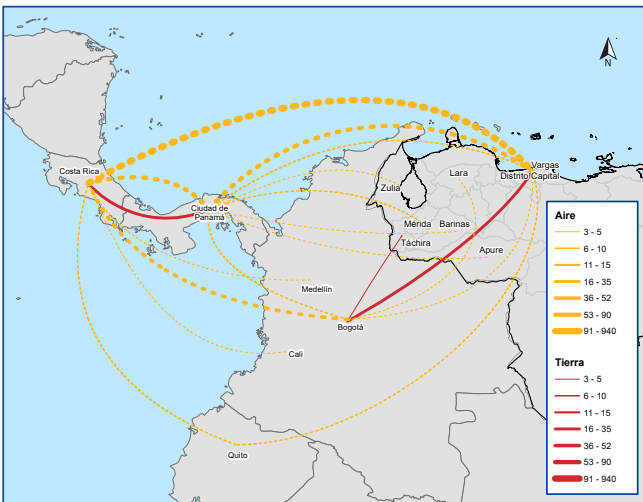 N
Costa Rica
Ciudad de
Panamá
Vargas
Distrito Capital
Lara
Zulia
Mérida
Barinas
Táchira
Apure
Medellín
Bogotá
Cali
Quito
Aire
3 - 5
6 - 10
11 - 15
16 - 35
36 - 52
53 - 90
91 - 940
Tierra
3 - 5
6 - 10
11 - 15
16 - 35
36 - 52
53 - 90
91 - 940